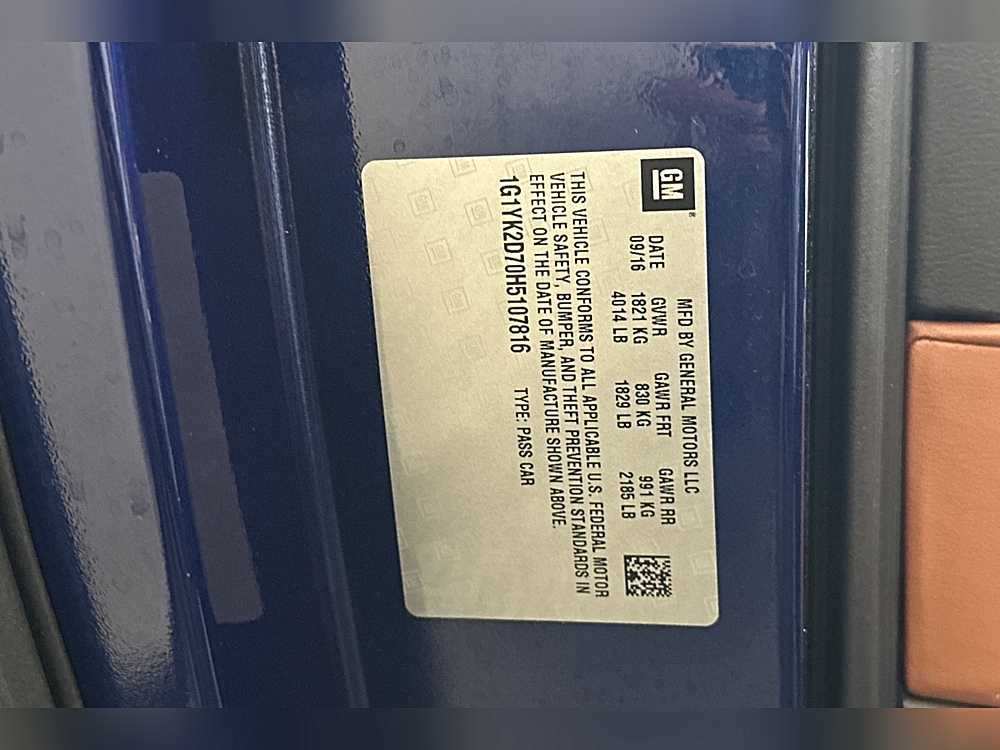 GM®
MFD BY GENERAL MOTORS LLC
DATE GVWR GAWR FRT GAWR RR
09/16 1821 KG 830 KG 991 KG
4014 LB 1829 LB 2185 LB
THIS VEHICLE CONFORMS TO ALL APPLICABLE U.S. FEDERAL MOTOR
VEHICLE SAFETY, BUMPER, AND THEFT PREVENTION STANDARDS IN
EFFECT ON THE DATE OF MANUFACTURE SHOWN ABOVE.
1G1YK2D70H5107816 TYPE: PASS CAR